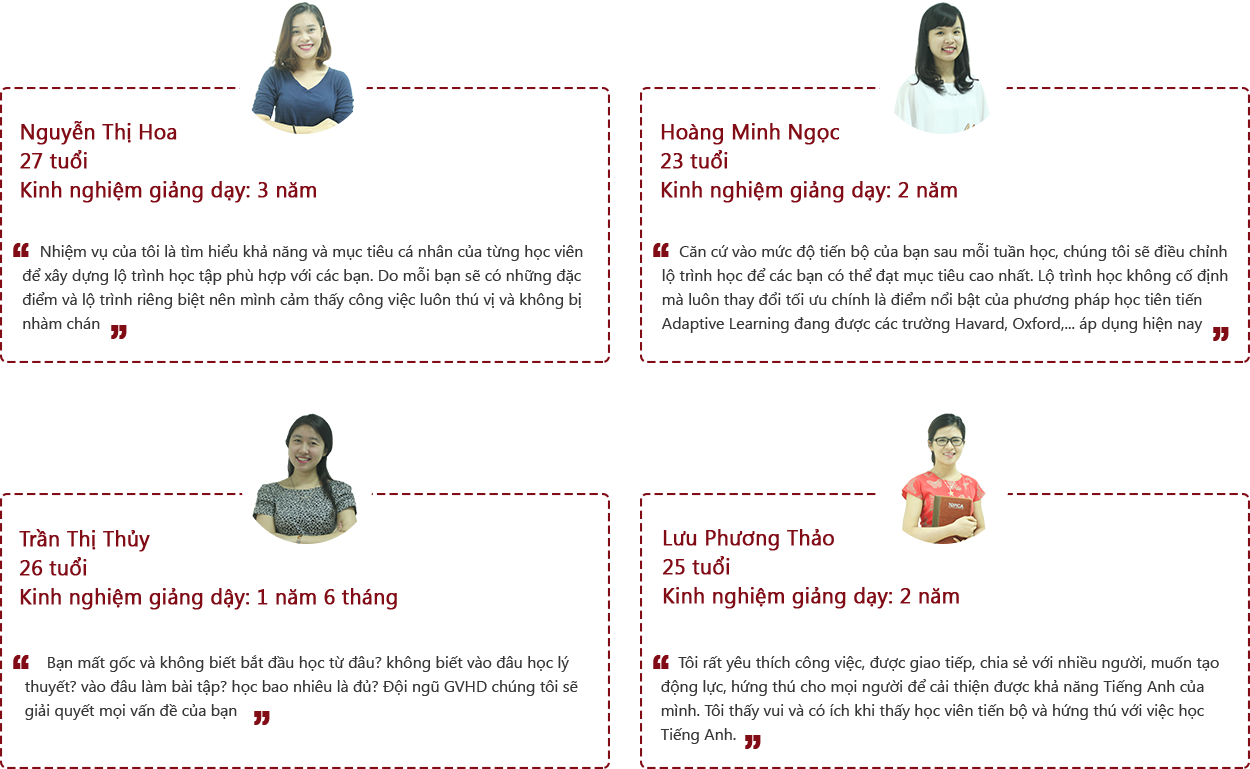 Nguyễn Thị Hoa
27 tuổi
Kinh nghiệm giảng dạy: 3 năm
“ Nhiệm vụ của tôi là tìm hiểu khả năng và mục tiêu cá nhân của từng học viên
để xây dựng lộ trình học tập phù hợp với các bạn. Do mỗi bạn sẽ có những đặc
điểm và lộ trình riêng biệt nên mình cảm thấy công việc luôn thú vị và không bị
nhàm chán ”
Hoàng Minh Ngọc
23 tuổi
Kinh nghiệm giảng dạy: 2 năm
“ Căn cứ vào mức độ tiến bộ của bạn sau mỗi tuần học, chúng tôi sẽ điều chỉnh
lộ trình học để các bạn có thể đạt mục tiêu cao nhất. Lộ trình học không cố định
mà luôn thay đổi tối ưu chính là điểm nổi bật của phương pháp học tiên tiến
Adaptive Learning đang được các trường Havard, Oxford,... áp dụng hiện nay ”
Trần Thị Thủy
26 tuổi
Kinh nghiệm giảng dậy: 1 năm 6 tháng
“ Bạn mất gốc và không biết bắt đầu học từ đâu? không biết vào đâu học lý
thuyết? vào đâu làm bài tập? học bao nhiêu là đủ? Đội ngũ GVHD chúng tôi sẽ
giải quyết mọi vấn đề của bạn ”
TOPICA
Lưu Phương Thảo
25 tuổi
Kinh nghiệm giảng dạy: 2 năm
“ Tôi rất yêu thích công việc, được giao tiếp, chia sẻ với nhiều người, muốn tạo
động lực, hứng thú cho mọi người để cải thiện được khả năng Tiếng Anh của
mình. Tôi thấy vui và có ích khi thấy học viên tiến bộ và hứng thú với việc học
Tiếng Anh. ”